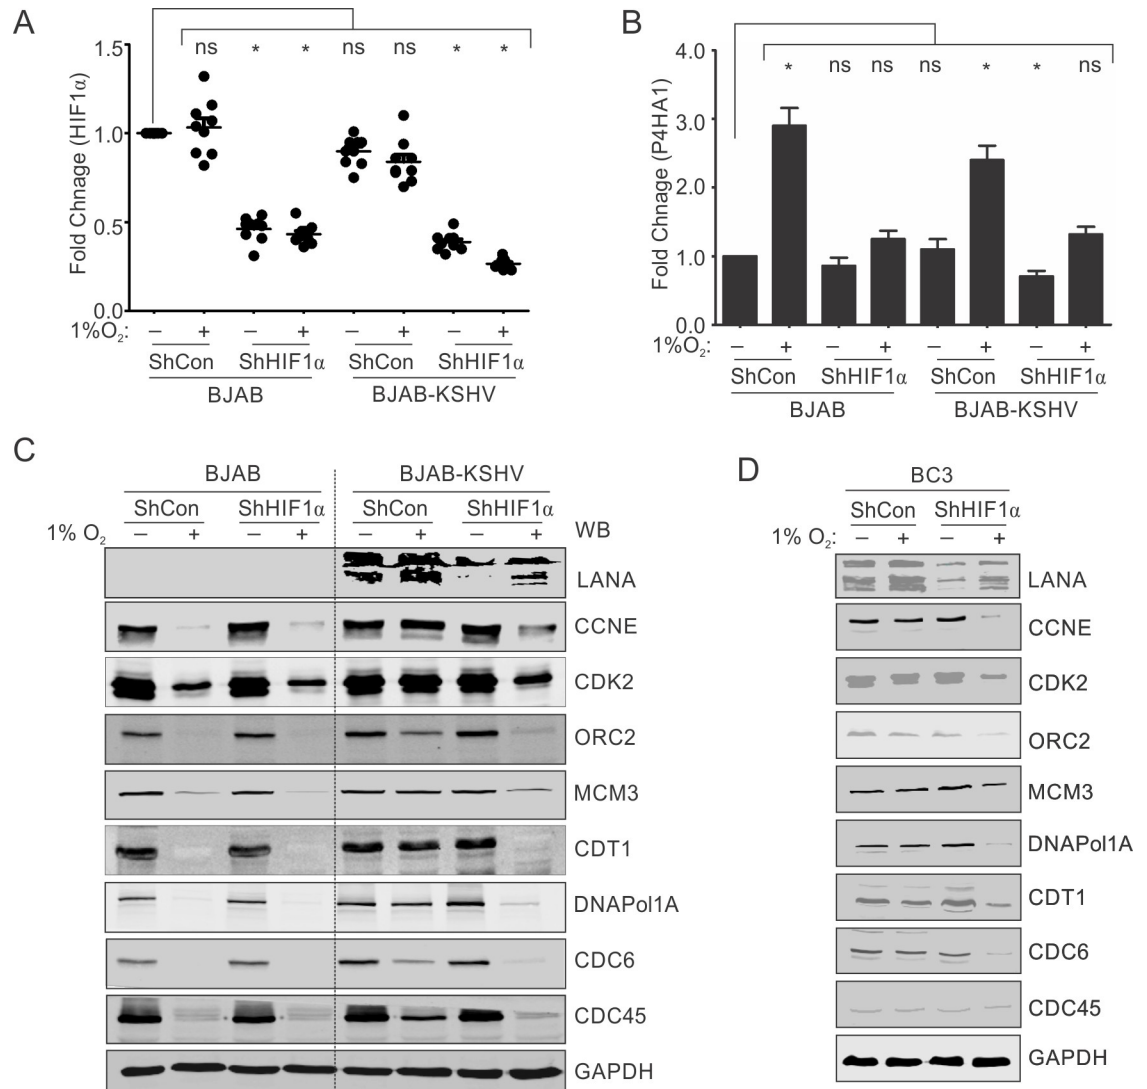 A
Fold Chnage (HIF1α)
1.5
1.0
0.5
0.0
ns * * ns ns * *
1%O2: – + – + – + – +
ShCon ShHIF1α ShCon ShHIF1α
BJAB BJAB-KSHV
B
Fold Chnage (P4HA1)
4.0
3.0
2.0
1.0
0.0
* ns ns ns * * ns
1%O2: – + – + – + – +
ShCon ShHIF1α ShCon ShHIF1α
BJAB BJAB-KSHV
C
BJAB BJAB-KSHV
ShCon ShHIF1α ShCon ShHIF1α
1% O2 – + – + – + – + WB
LANA
CCNE
CDK2
ORC2
MCM3
CDT1
DNAPol1A
CDC6
CDC45
GAPDH
D
BC3
ShCon ShHIF1α
1% O2: – + – +
LANA
CCNE
CDK2
ORC2
MCM3
DNAPol1A
CDT1
CDC6
CDC45
GAPDH